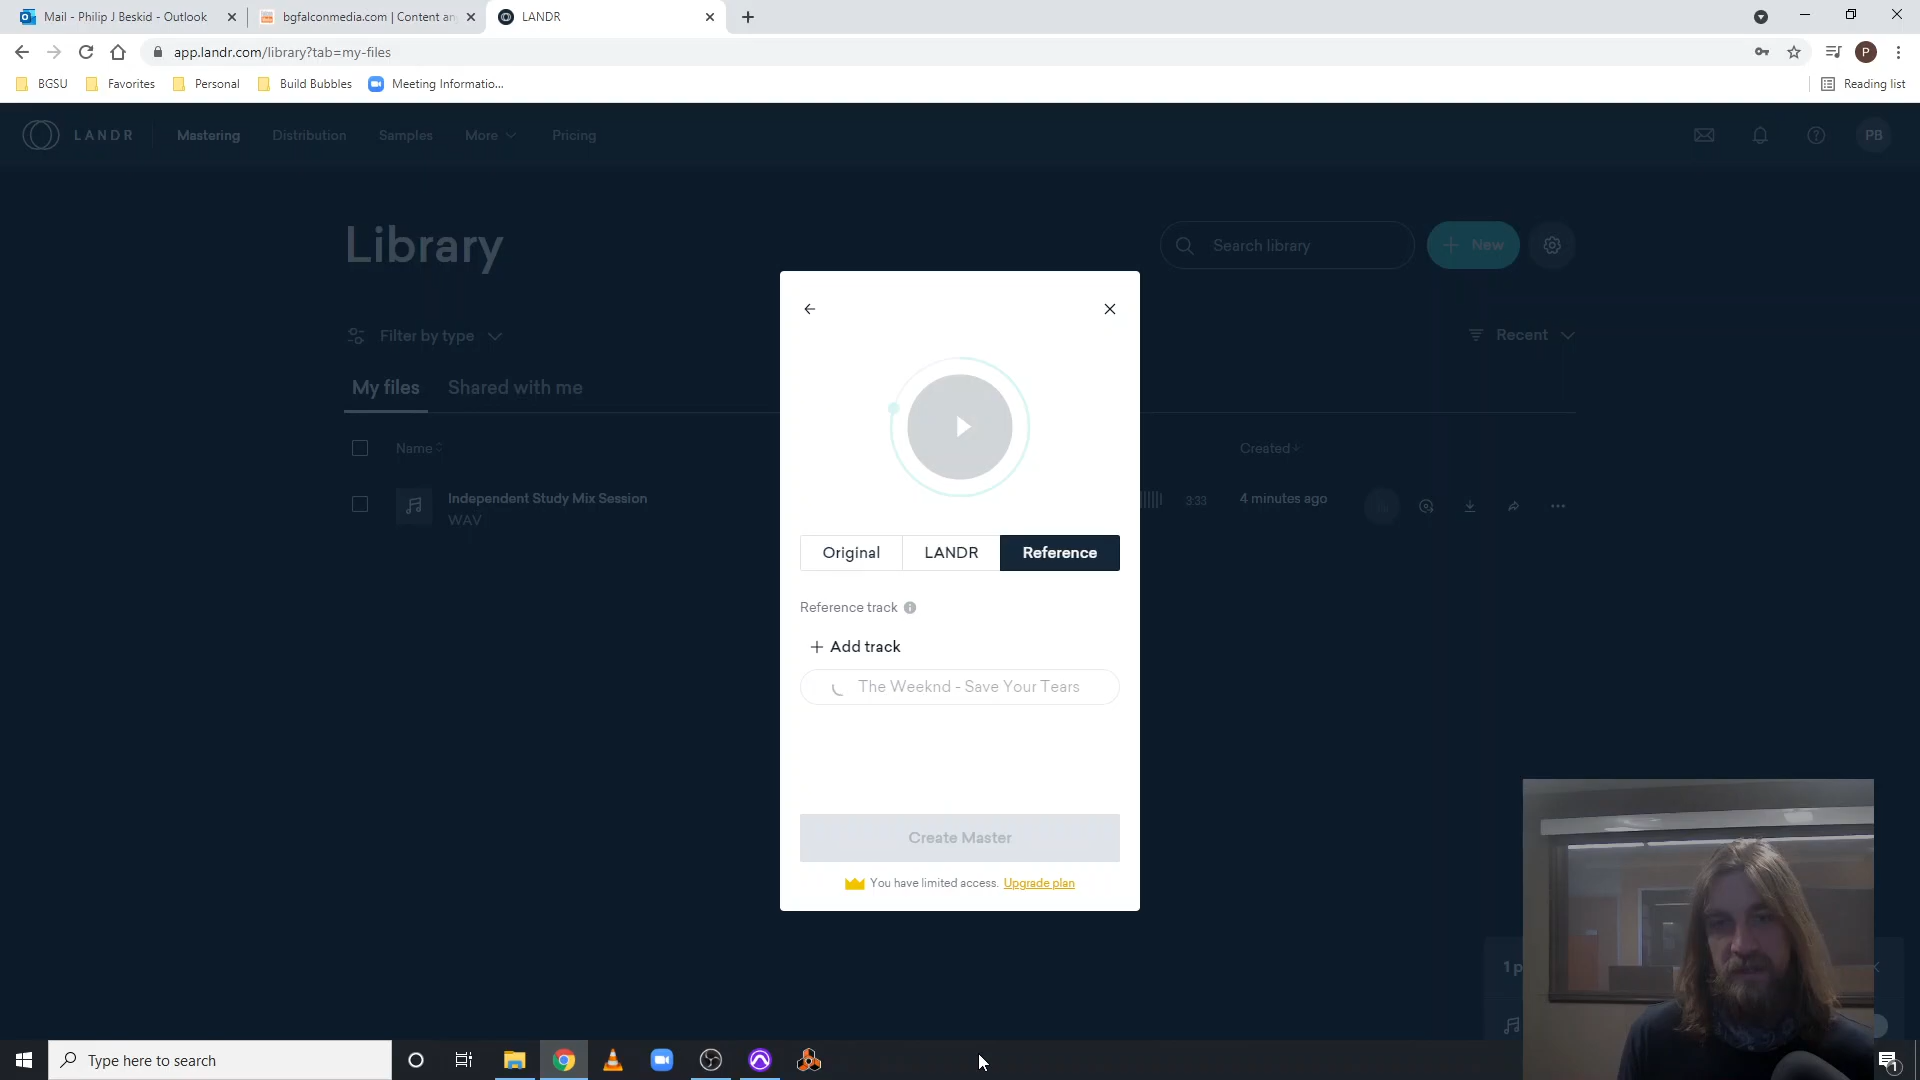 Mail - Philip J Beskid - Outlook
bgfalconmedia.com | Content an
LANDR
app.landr.com/library?tab=my-files
P
BGSU
Favorites
Personal
Build Bubbles
Meeting Informatio...
Reading list
LANDR
Mastering
Distribution
Samples
More
Pricing
PB
Library
Search library
New
Filter by type
Recent
My files
Shared with me
Name
Created
Independent Study Mix Session
WAV
3:33
4 minutes ago
Original
LANDR
Reference
Reference track
+ Add track
The Weeknd - Save Your Tears
Create Master
You have limited access. Upgrade plan
1 p
Type here to search
1